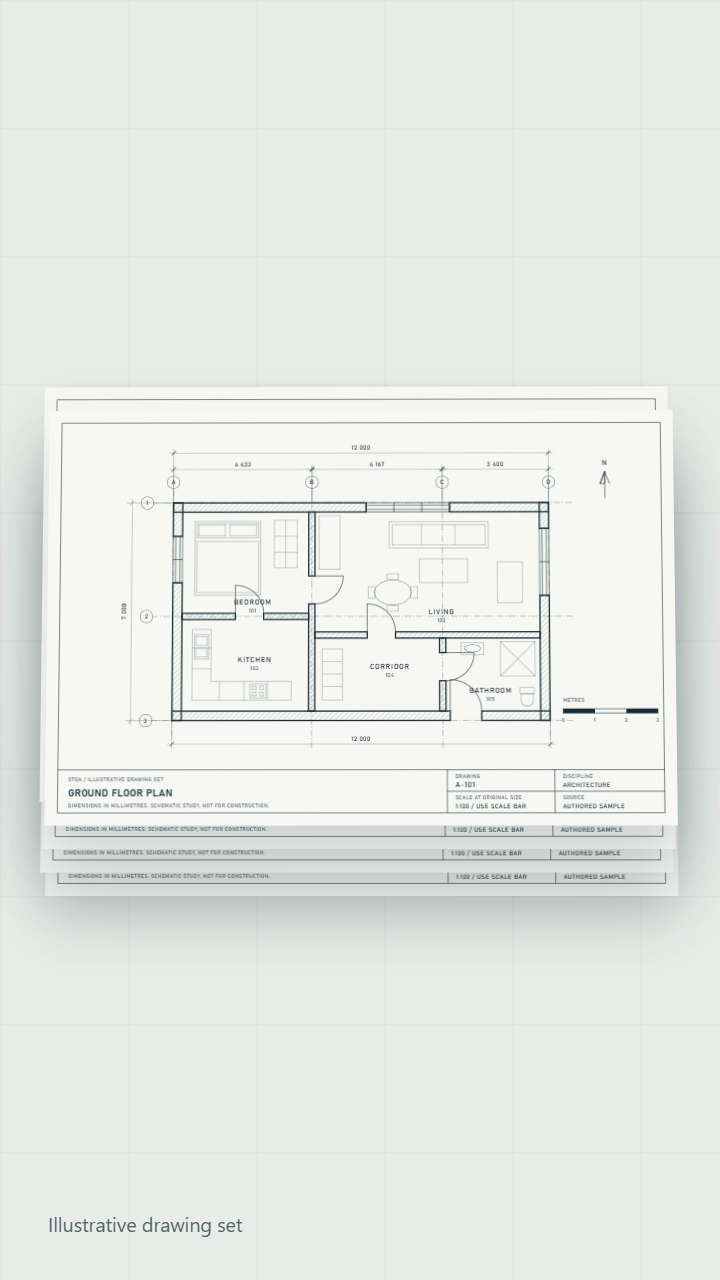 12 000
4 433
4 167
3 400
N
A
B
C
D
1
7 000
2
3
BEDROOM
101
LIVING
102
KITCHEN
103
CORRIDOR
104
BATHROOM
105
METRES
0 1 2 3
12 000
STGA / ILLUSTRATIVE DRAWING SET
GROUND FLOOR PLAN
DIMENSIONS IN MILLIMETRES. SCHEMATIC STUDY, NOT FOR CONSTRUCTION.
DRAWING
A-101
DISCIPLINE
ARCHITECTURE
SCALE AT ORIGINAL SIZE
1:100 / USE SCALE BAR
SOURCE
AUTHORED SAMPLE
DIMENSIONS IN MILLIMETRES. SCHEMATIC STUDY, NOT FOR CONSTRUCTION.
1:100 / USE SCALE BAR
AUTHORED SAMPLE
DIMENSIONS IN MILLIMETRES. SCHEMATIC STUDY, NOT FOR CONSTRUCTION.
1:100 / USE SCALE BAR
AUTHORED SAMPLE
DIMENSIONS IN MILLIMETRES. SCHEMATIC STUDY, NOT FOR CONSTRUCTION.
1:100 / USE SCALE BAR
AUTHORED SAMPLE
Illustrative drawing set